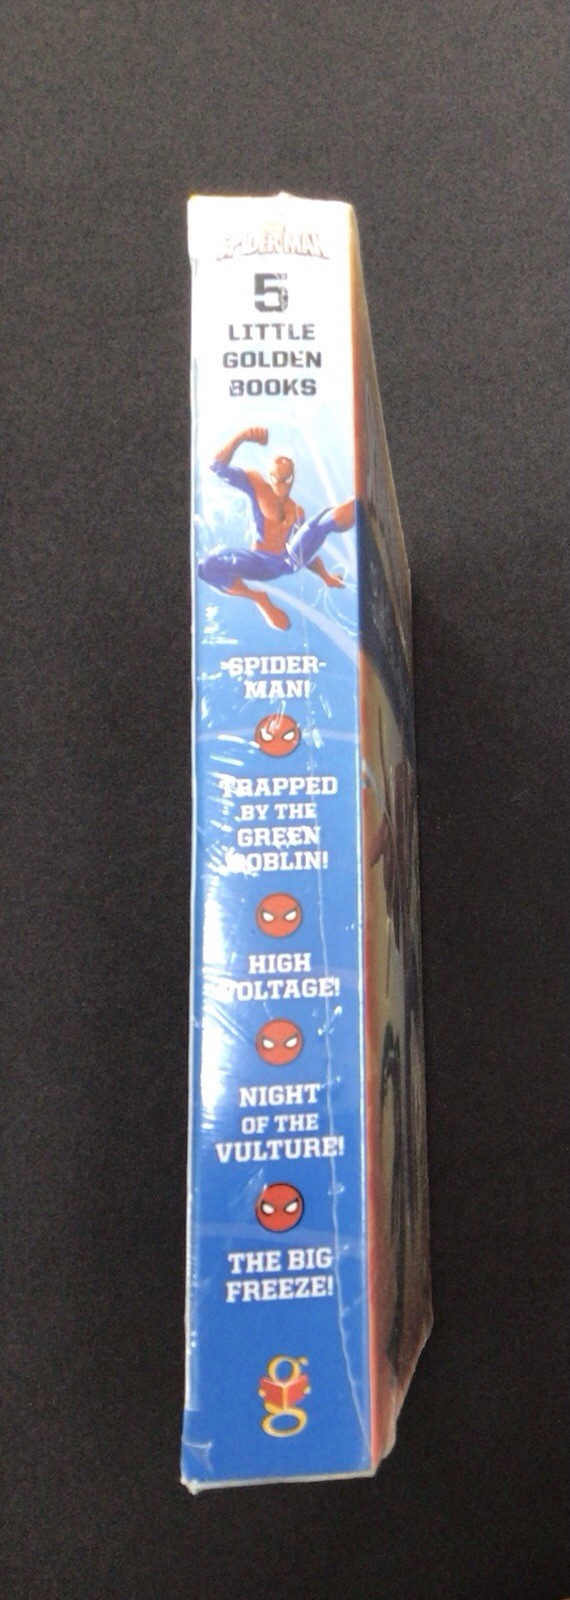 SPIDER-MAN
5
LITTLE
GOLDEN
BOOKS
SPIDER-
MAN!
TRAPPED
BY THE
GREEN
GOBLIN!
HIGH
VOLTAGE!
NIGHT
OF THE
VULTURE!
THE BIG
FREEZE!
g